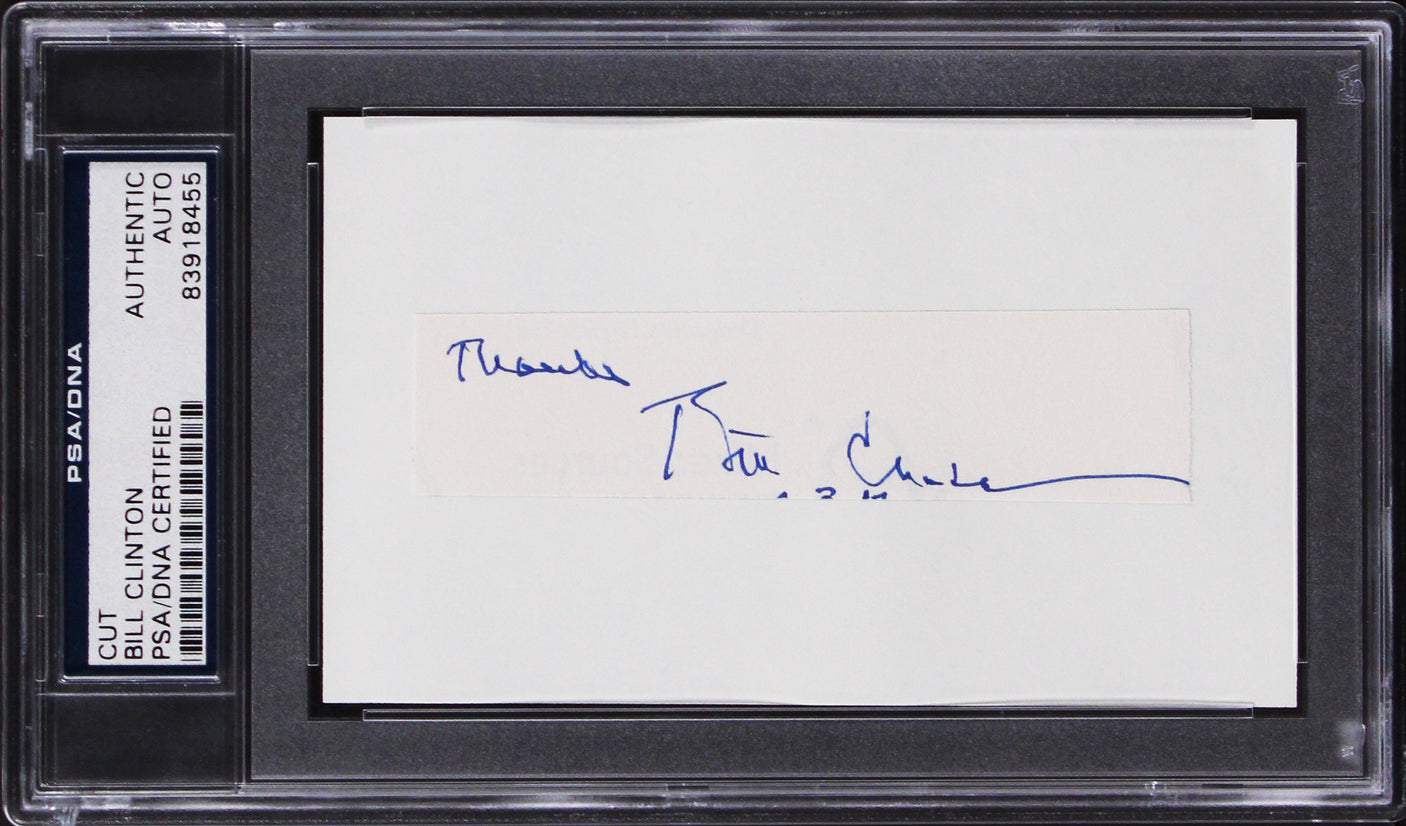 PSA/DNA
CUT
BILL CLINTON AUTHENTIC
PSA/DNA CERTIFIED AUTO
83918455
Thanks
Bill Clinton